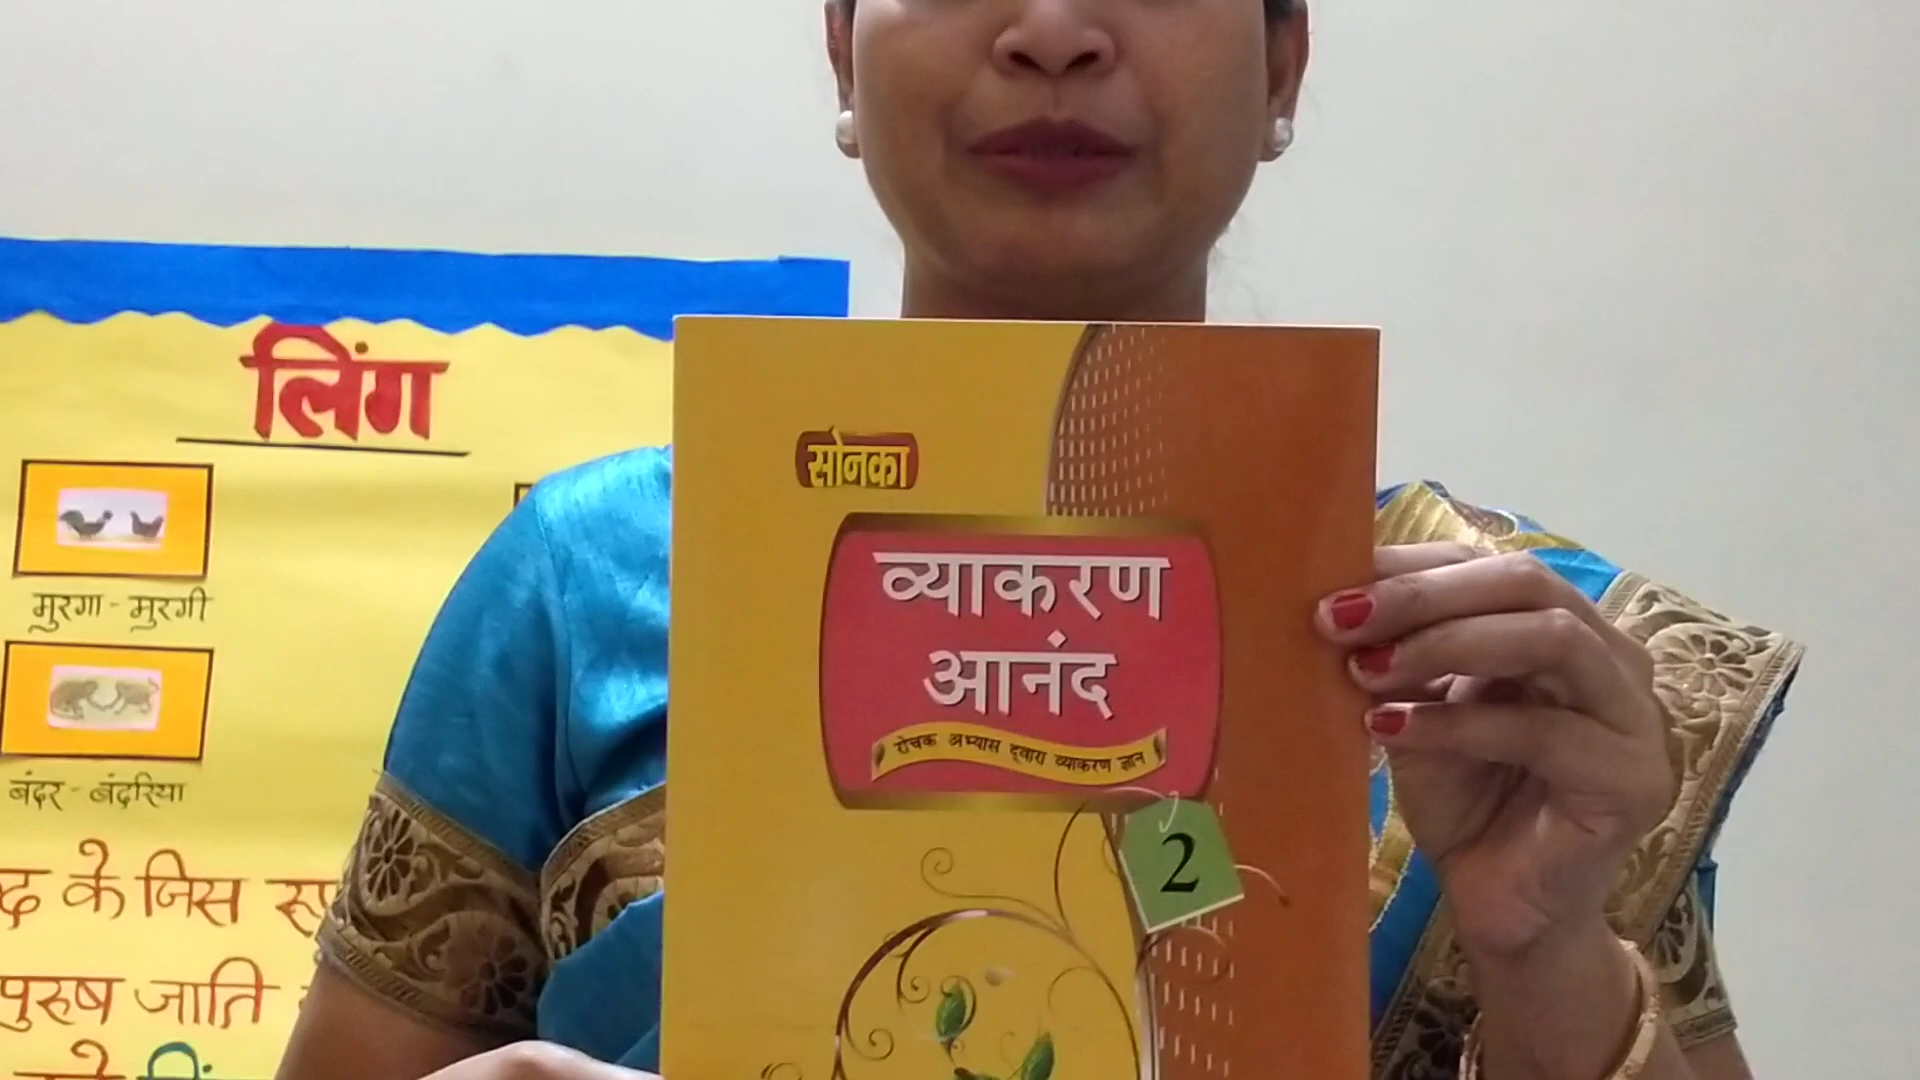 लिंग
मुरगा - मुरगी
बंदर - बंदरिया
के जिस
पुरुष जाति
सोनका
व्याकरण
आनंद
रोचक अभ्यास द्वारा व्याकरण ज्ञान
2